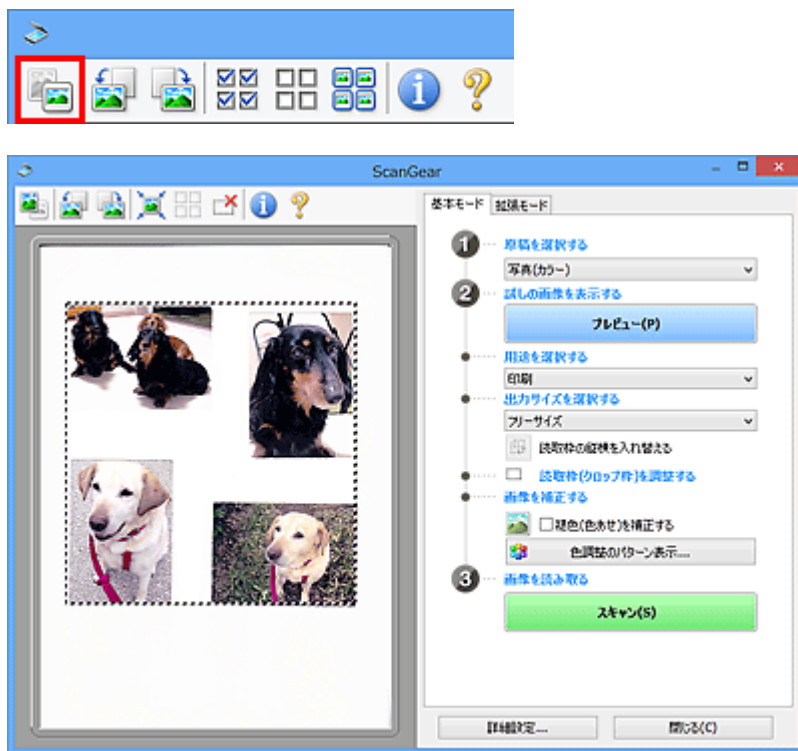 ScanGear
基本モード 拡張モード
1 原稿を選択する
写真(カラー)
2 試しの画像を表示する
プレビュー(P)
用途を選択する
印刷
出力サイズを選択する
フリーサイズ
読取枠の縦横を入れ替える
読取枠(クロップ枠)を調整する
画像を補正する
褪色(色あせ)を補正する
色調整のパターン表示...
3 画像を読み取る
スキャン(S)
詳細設定... 閉じる(C)